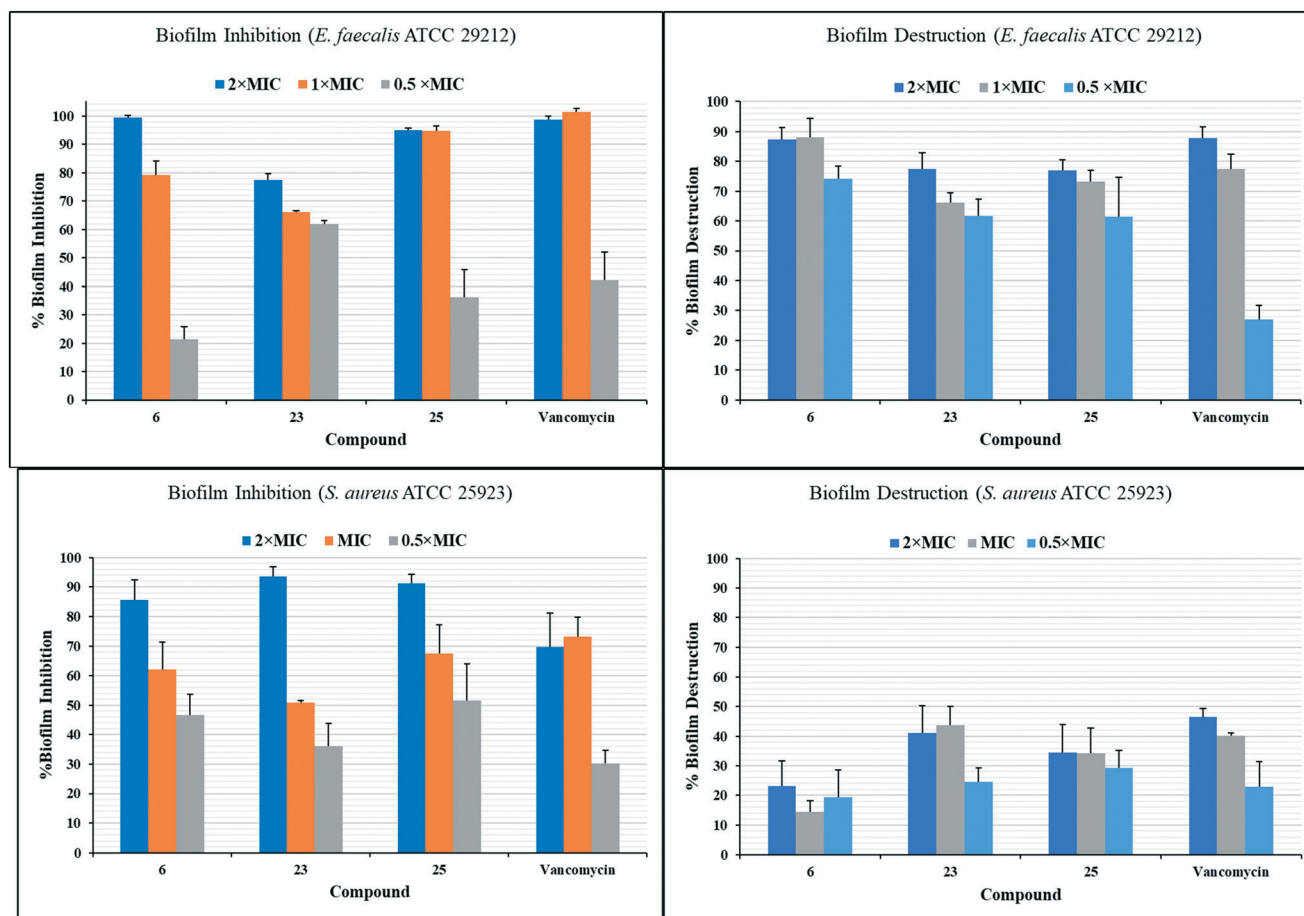 Biofilm Inhibition (E. faecalis ATCC 29212)
2×MIC 1×MIC 0.5 ×MIC
% Biofilm Inhibition
100
90
80
70
60
50
40
30
20
10
0
6 23 25 Vancomycin
Compound
Biofilm Destruction (E. faecalis ATCC 29212)
2×MIC 1×MIC 0.5 ×MIC
% Biofilm Destruction
100
90
80
70
60
50
40
30
20
10
0
6 23 25 Vancomycin
Compound
Biofilm Inhibition (S. aureus ATCC 25923)
2×MIC MIC 0.5×MIC
%Biofilm Inhibition
100
90
80
70
60
50
40
30
20
10
0
6 23 25 Vancomycin
Compound
Biofilm Destruction (S. aureus ATCC 25923)
2×MIC MIC 0.5×MIC
% Biofilm Destruction
100
90
80
70
60
50
40
30
20
10
0
6 23 25 Vancomycin
Compound